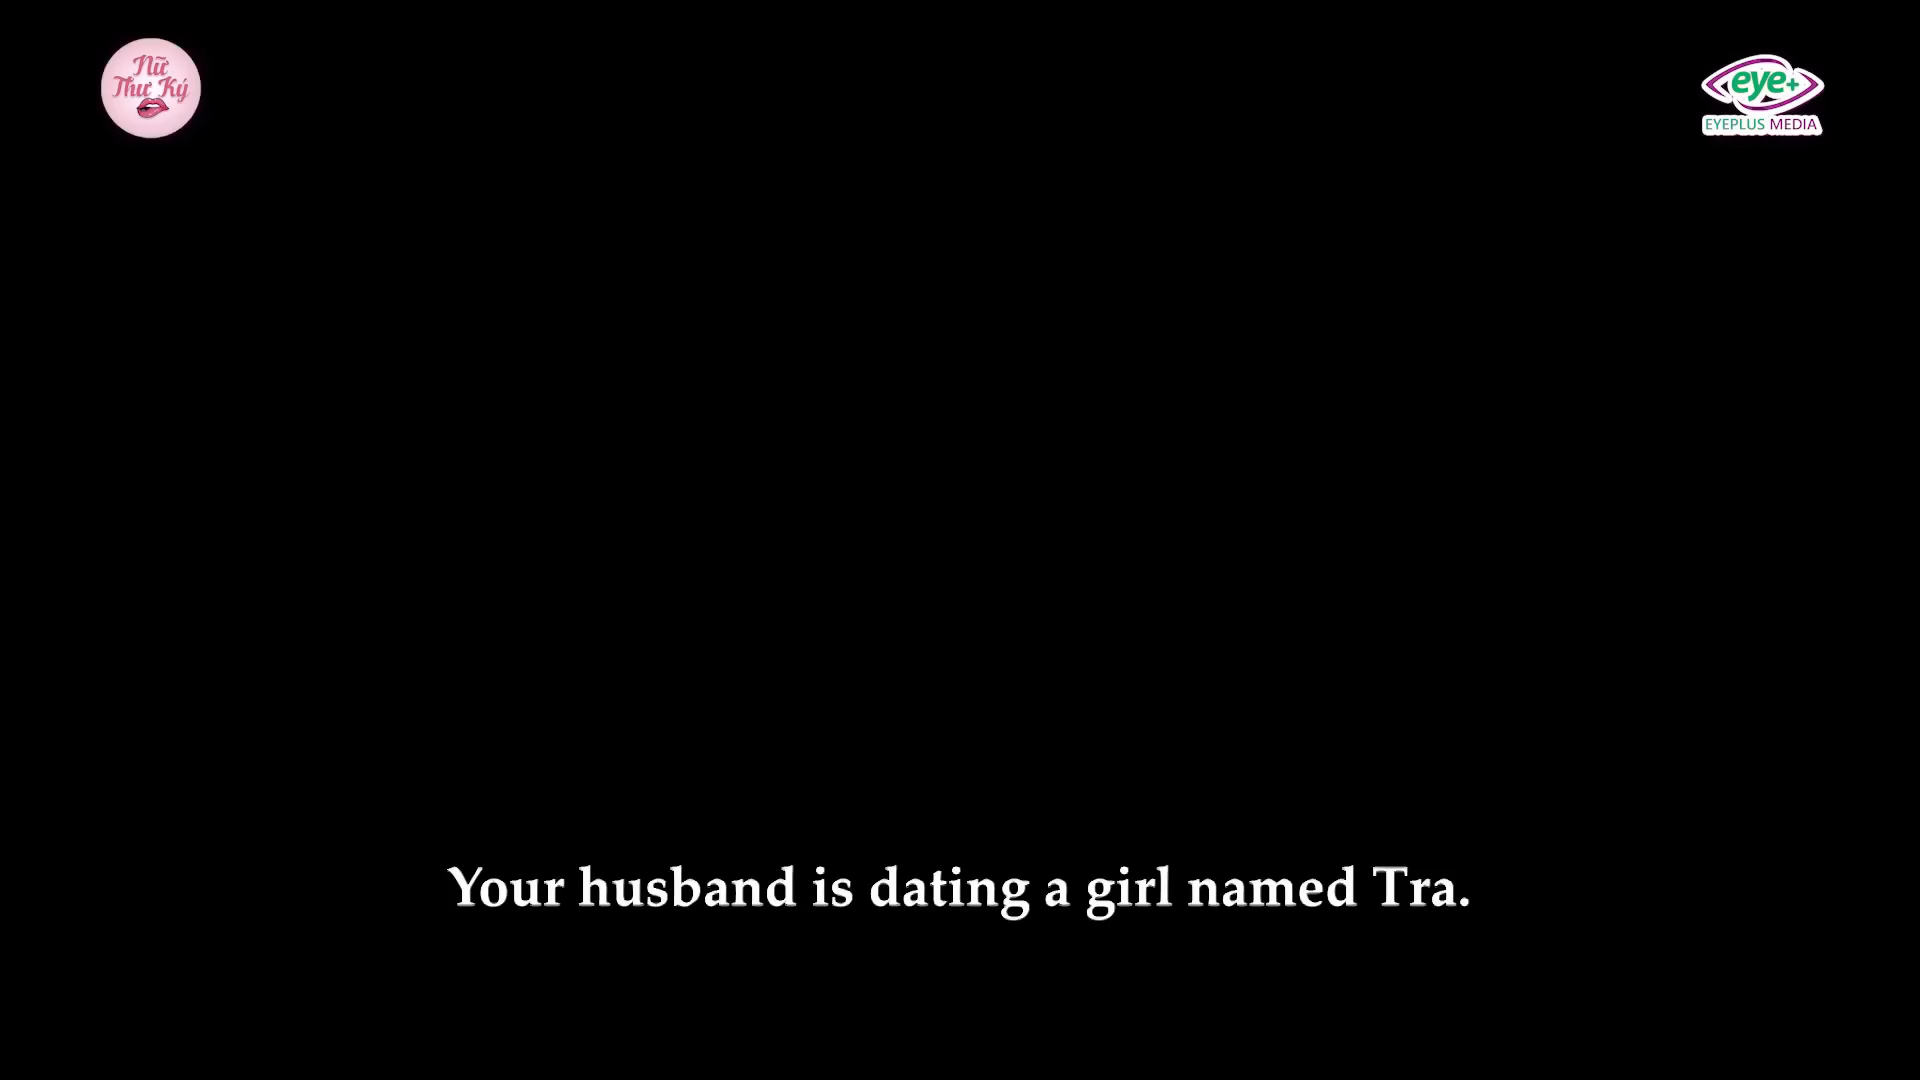 Nữ
Thư Ký
eye+
EYEPLUS MEDIA
Your husband is dating a girl named Tra.